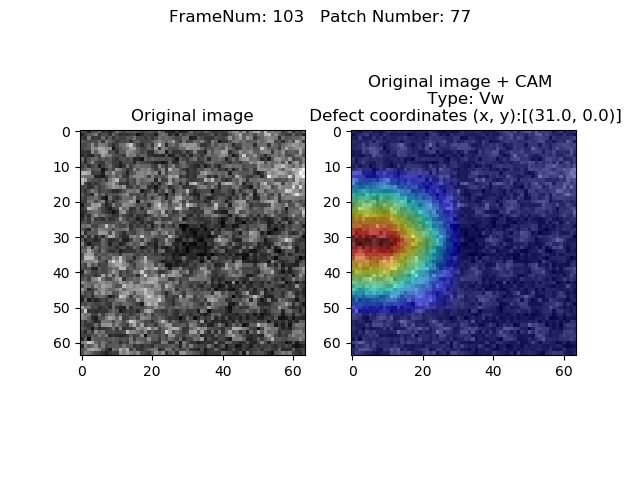 FrameNum: 103   Patch Number: 77
Original image
Original image + CAM
Type: Vw
Defect coordinates (x, y):[(31.0, 0.0)]
0
10
20
30
40
50
60
0 20 40 60
0
10
20
30
40
50
60
0 20 40 60